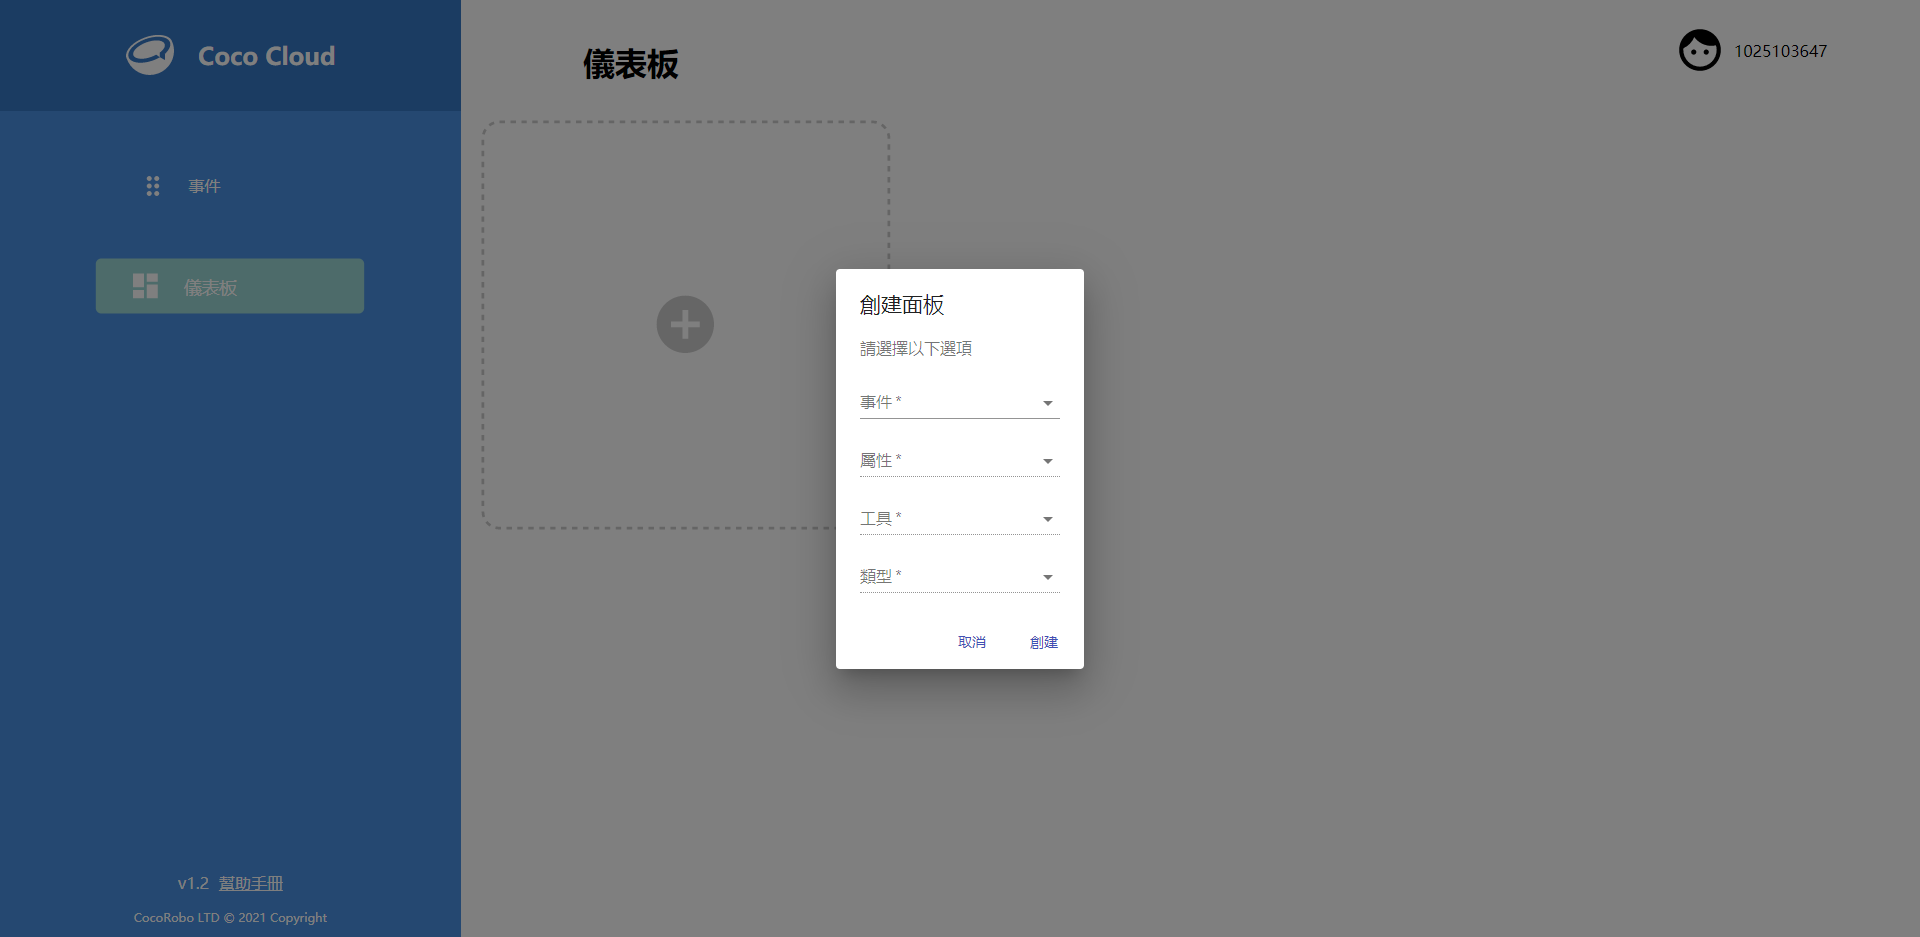 Coco Cloud
事件
儀表板
v1.2 幫助手冊
CocoRobo LTD © 2021 Copyright
儀表板
1025103647
創建面板
請選擇以下選項
事件 *
屬性 *
工具 *
類型 *
取消 創建